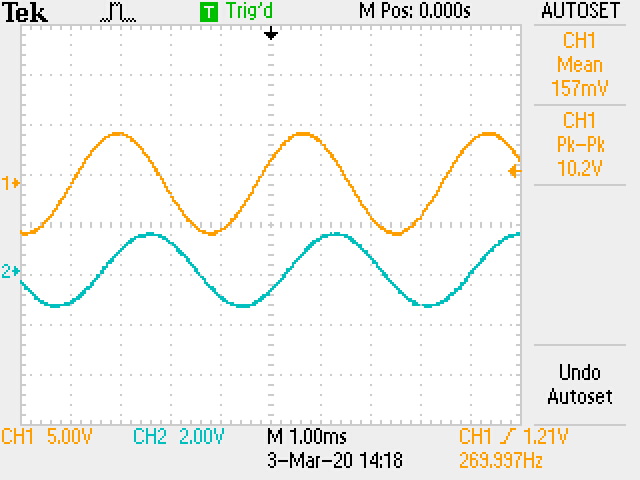 Tek T Trig'd M Pos: 0.000s AUTOSET
CH1
Mean
157mV
CH1
Pk-Pk
10.2V
1
2
Undo
Autoset
CH1 5.00V CH2 2.00V M 1.00ms CH1 1.21V
3-Mar-20 14:18 269.997Hz